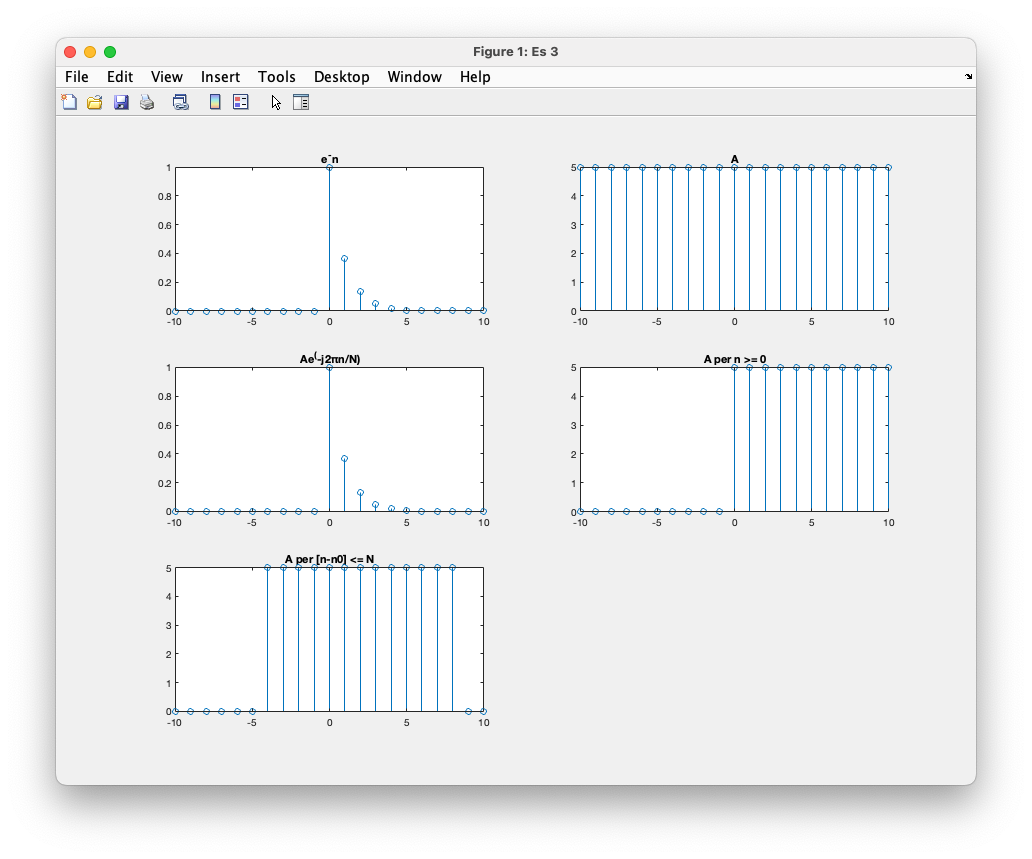 Figure 1: Es 3
File Edit View Insert Tools Desktop Window Help
e^-n
1
0.8
0.6
0.4
0.2
0
-10 -5 0 5 10
A
5
4
3
2
1
0
-10 -5 0 5 10
Ae^(-j2πn/N)
1
0.8
0.6
0.4
0.2
0
-10 -5 0 5 10
A per n >= 0
5
4
3
2
1
0
-10 -5 0 5 10
A per [n-n0] <= N
5
4
3
2
1
0
-10 -5 0 5 10